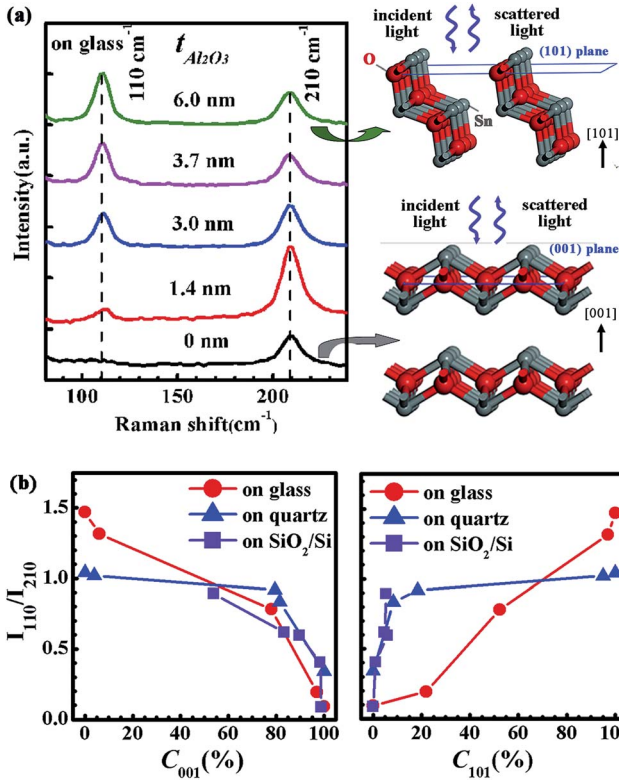 (a)
on glass
t Al2O3
110 cm⁻¹
210 cm⁻¹
6.0 nm
3.7 nm
3.0 nm
1.4 nm
0 nm
Intensity(a.u.)
100 150 200
Raman shift(cm⁻¹)
incident light
scattered light
(101) plane
O
Sn
[101]
incident light
scattered light
(001) plane
[001]
(b)
on glass
on quartz
on SiO2/Si
I110/I210
1.5
1.0
0.5
0.0
0 20 40 60 80 100
C001(%)
on glass
on quartz
on SiO2/Si
0 20 40 60 80 100
C101(%)